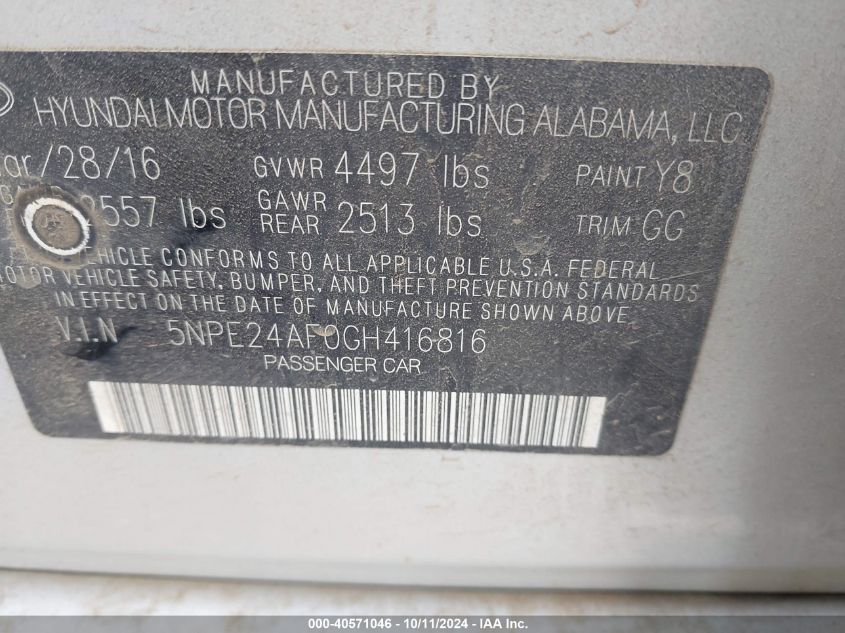 MANUFACTURED BY
HYUNDAI MOTOR MANUFACTURING ALABAMA, LLC
ar/28/16 GVWR 4497 lbs PAINT Y8
557 lbs GAWR REAR 2513 lbs TRIM GG
VEHICLE CONFORMS TO ALL APPLICABLE U.S.A. FEDERAL
MOTOR VEHICLE SAFETY, BUMPER, AND THEFT PREVENTION STANDARDS
IN EFFECT ON THE DATE OF MANUFACTURE SHOWN ABOVE.
V.I.N 5NPE24AF0GH416816
PASSENGER CAR
000-40571046 - 10/11/2024 - IAA Inc.